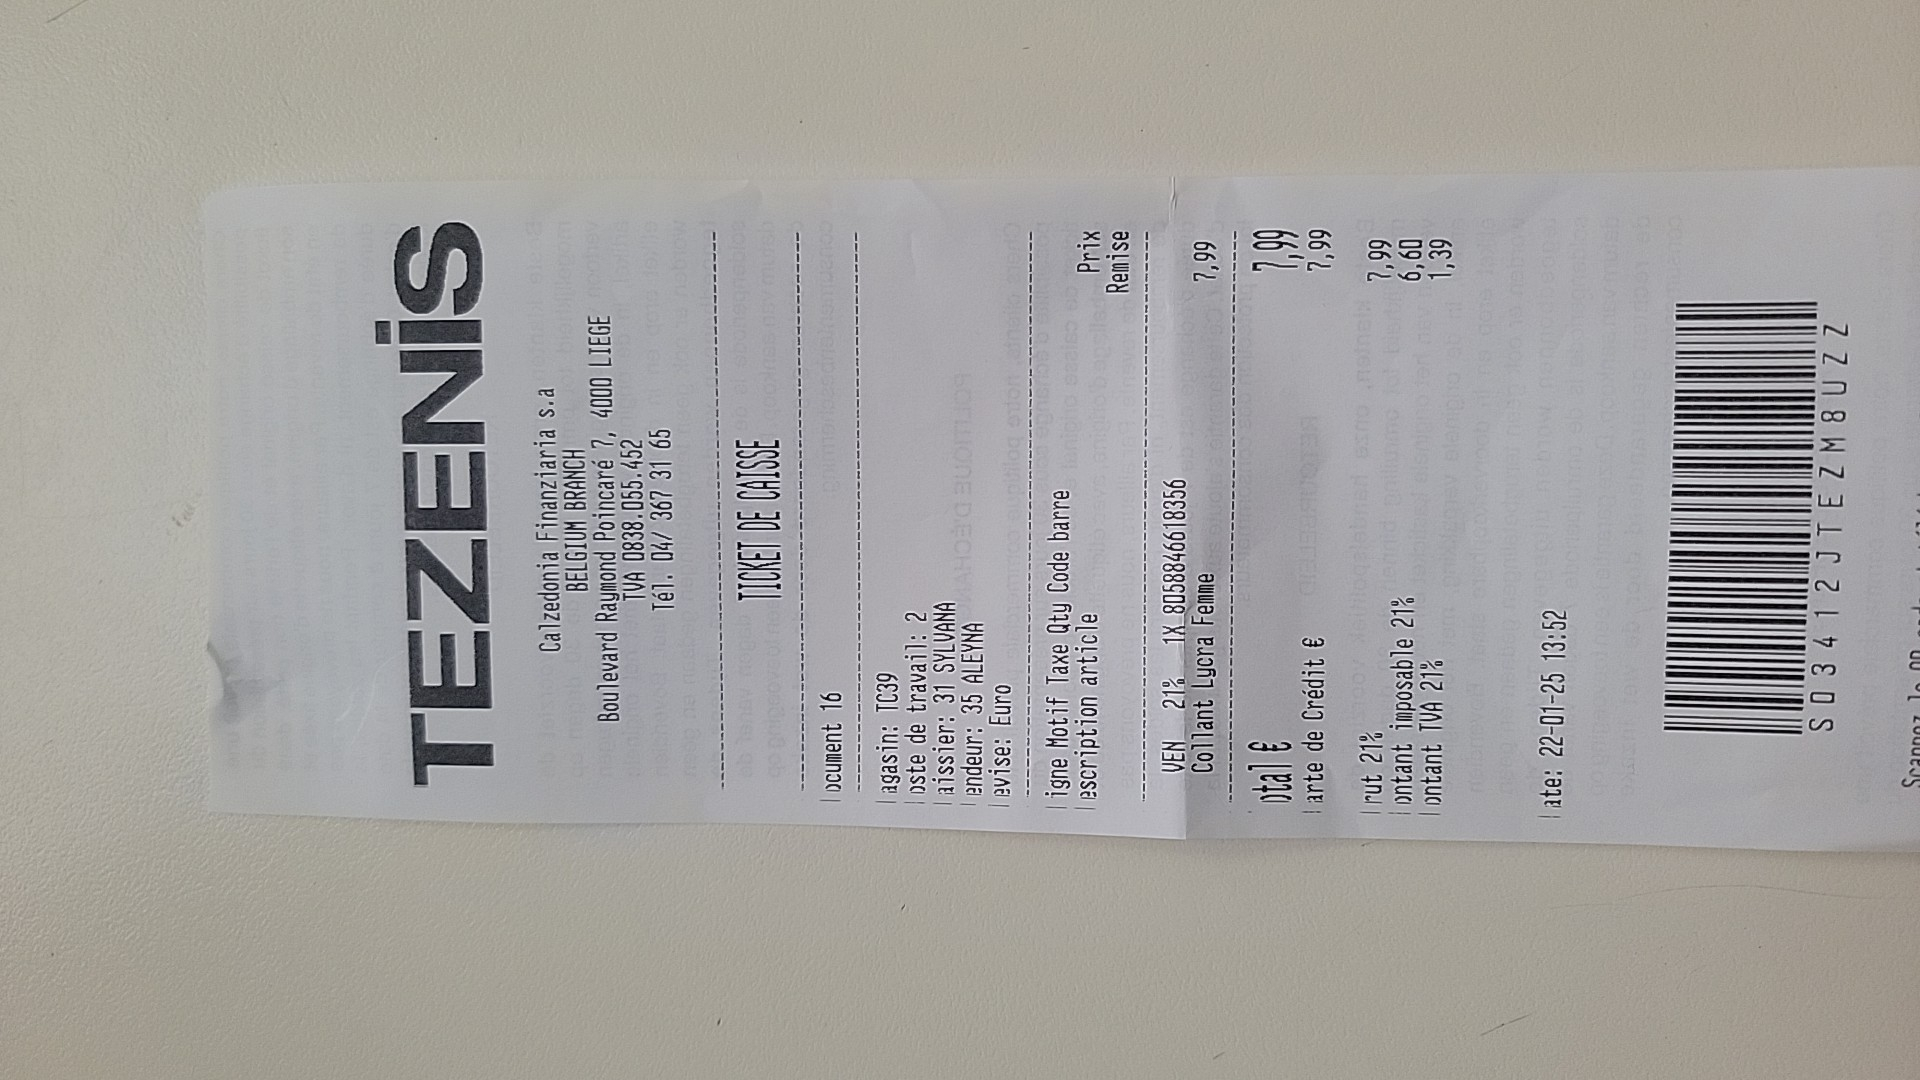 TEZENIS
Calzedonia Finanziaria s.a
BELGIUM BRANCH
Boulevard Raymond Poincaré 7, 4000 LIEGE
TVA 0838.055.452
Tél. 04/ 367 31 65
TICKET DE CAISSE
ocument 16
agasin: TC39
oste de travail: 2
aissier: 31 SYLVANA
endeur: 35 ALEYNA
evise: Euro
igne Motif Taxe Qty Code barre Prix
escription article Remise
VEN 21% 1X 8058846618356
Collant Lycra Femme 7,99
otal € 7,99
arte de Crédit € 7,99
rut 21% 7,99
ontant imposable 21% 6,60
ontant TVA 21% 1,39
ate: 22-01-25 13:52
S03412JTEZM8UZZ